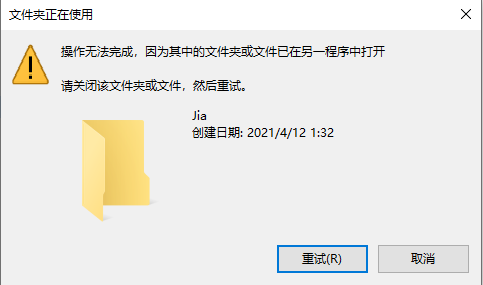 文件夹正在使用
操作无法完成，因为其中的文件夹或文件已在另一程序中打开
请关闭该文件夹或文件，然后重试。
Jia
创建日期: 2021/4/12 1:32
重试(R)
取消